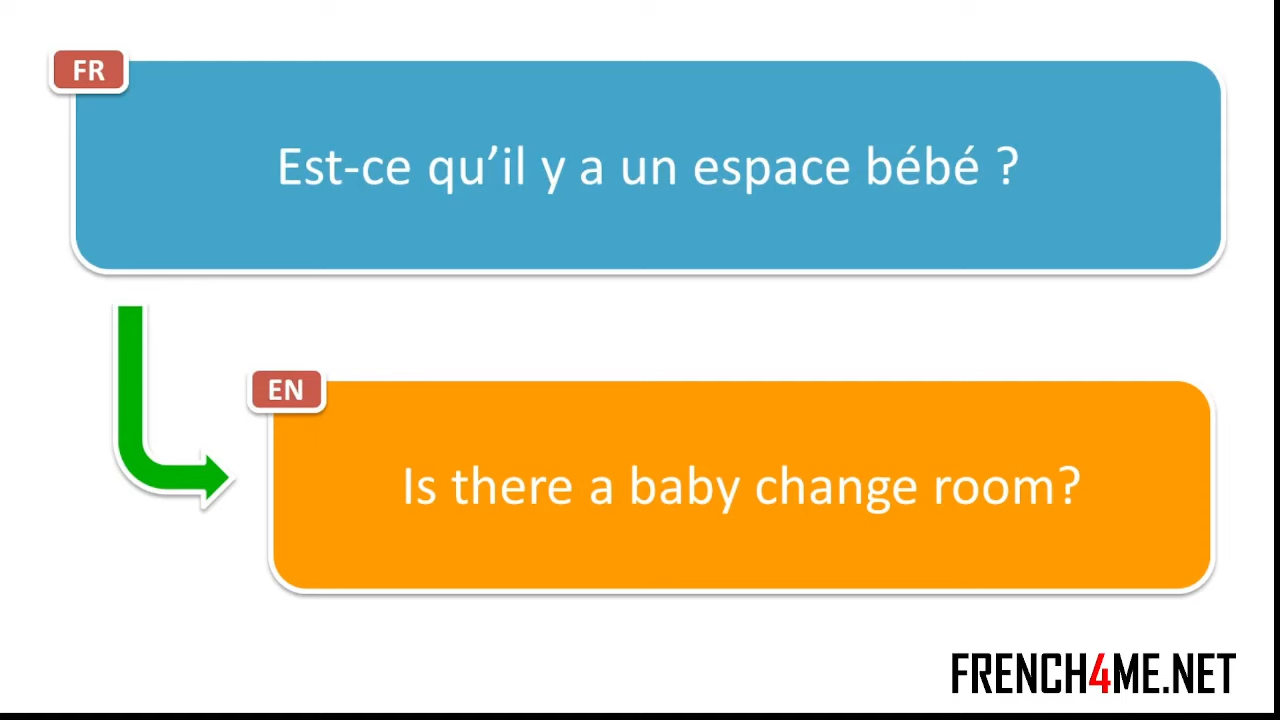 FR
Est-ce qu’il y a un espace bébé ?
EN
Is there a baby change room?
FRENCH4ME.NET